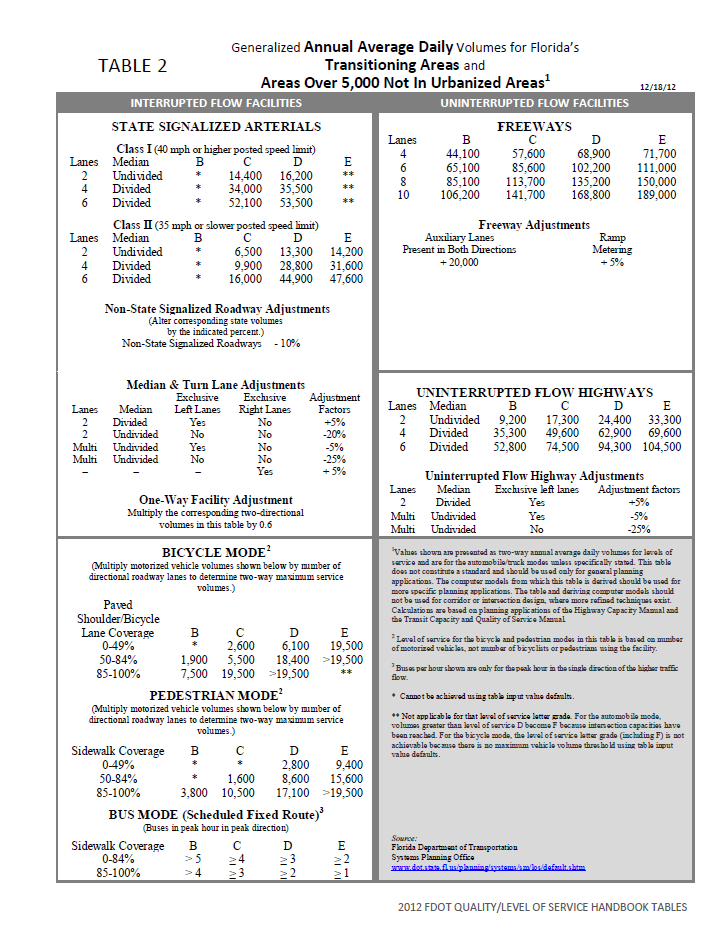 TABLE 2
Generalized Annual Average Daily Volumes for Florida's
Transitioning Areas and
Areas Over 5,000 Not In Urbanized Areas¹
12/18/12
INTERRUPTED FLOW FACILITIES
STATE SIGNALIZED ARTERIALS
Class I (40 mph or higher posted speed limit)
Lanes Median B C D E
2 Undivided * 14,400 16,200 **
4 Divided * 34,000 35,500 **
6 Divided * 52,100 53,500 **
Class II (35 mph or slower posted speed limit)
Lanes Median B C D E
2 Undivided * 6,500 13,300 14,200
4 Divided * 9,900 28,800 31,600
6 Divided * 16,000 44,900 47,600
Non-State Signalized Roadway Adjustments
(Alter corresponding state volumes
by the indicated percent.)
Non-State Signalized Roadways - 10%
Median & Turn Lane Adjustments
Exclusive Exclusive Adjustment
Lanes Median Left Lanes Right Lanes Factors
2 Divided Yes No +5%
2 Undivided No No -20%
Multi Undivided Yes No -5%
Multi Undivided No No -25%
– – – Yes + 5%
One-Way Facility Adjustment
Multiply the corresponding two-directional
volumes in this table by 0.6
UNINTERRUPTED FLOW FACILITIES
FREEWAYS
Lanes B C D E
4 44,100 57,600 68,900 71,700
6 65,100 85,600 102,200 111,000
8 85,100 113,700 135,200 150,000
10 106,200 141,700 168,800 189,000
Freeway Adjustments
Auxiliary Lanes Ramp
Present in Both Directions Metering
+ 20,000 + 5%
UNINTERRUPTED FLOW HIGHWAYS
Lanes Median B C D E
2 Undivided 9,200 17,300 24,400 33,300
4 Divided 35,300 49,600 62,900 69,600
6 Divided 52,800 74,500 94,300 104,500
Uninterrupted Flow Highway Adjustments
Lanes Median Exclusive left lanes Adjustment factors
2 Divided Yes +5%
Multi Undivided Yes -5%
Multi Undivided No -25%
BICYCLE MODE²
(Multiply motorized vehicle volumes shown below by number of
directional roadway lanes to determine two-way maximum service
volumes.)
Paved
Shoulder/Bicycle
Lane Coverage B C D E
0-49% * 2,600 6,100 19,500
50-84% 1,900 5,500 18,400 >19,500
85-100% 7,500 19,500 >19,500 **
PEDESTRIAN MODE²
(Multiply motorized vehicle volumes shown below by number of
directional roadway lanes to determine two-way maximum service
volumes.)
Sidewalk Coverage B C D E
0-49% * * 2,800 9,400
50-84% * 1,600 8,600 15,600
85-100% 3,800 10,500 17,100 >19,500
BUS MODE (Scheduled Fixed Route)³
(Buses in peak hour in peak direction)
Sidewalk Coverage B C D E
0-84% > 5 ≥ 4 ≥ 3 ≥ 2
85-100% > 4 ≥ 3 ≥ 2 ≥ 1
¹Values shown are presented as two-way annual average daily volumes for levels of
service and are for the automobile/truck modes unless specifically stated. This table
does not constitute a standard and should be used only for general planning
applications. The computer models from which this table is derived should be used for
more specific planning applications. The table and deriving computer models should
not be used for corridor or intersection design, where more refined techniques exist.
Calculations are based on planning applications of the Highway Capacity Manual and
the Transit Capacity and Quality of Service Manual.
² Level of service for the bicycle and pedestrian modes in this table is based on number
of motorized vehicles, not number of bicyclists or pedestrians using the facility.
³ Buses per hour shown are only for the peak hour in the single direction of the higher traffic
flow.
* Cannot be achieved using table input value defaults.
** Not applicable for that level of service letter grade. For the automobile mode,
volumes greater than level of service D become F because intersection capacities have
been reached. For the bicycle mode, the level of service letter grade (including F) is not
achievable because there is no maximum vehicle volume threshold using table input
value defaults.
Source:
Florida Department of Transportation
Systems Planning Office
www.dot.state.fl.us/planning/systems/sm/los/default.shtm
2012 FDOT QUALITY/LEVEL OF SERVICE HANDBOOK TABLES